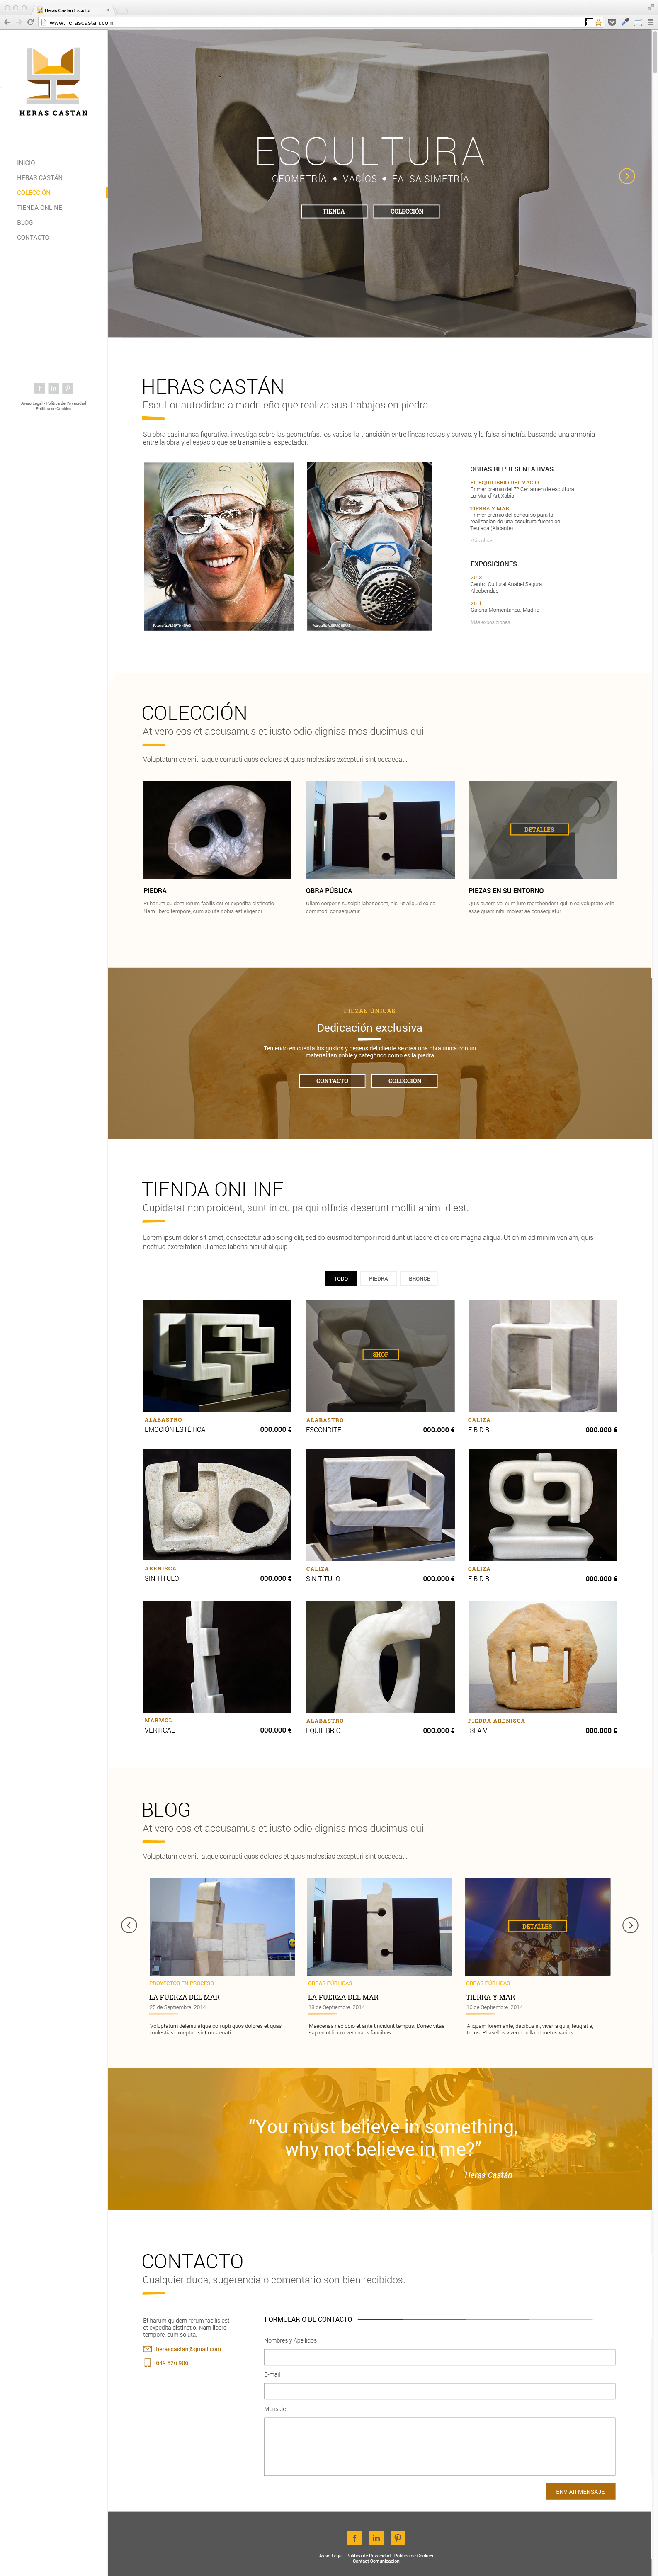 Heras Castan Escultor
www.herascastan.com
HERAS CASTAN
INICIO
HERAS CASTÁN
COLECCIÓN
TIENDA ONLINE
BLOG
CONTACTO
Aviso Legal - Política de Privacidad
Política de Cookies
ESCULTURA
GEOMETRÍA • VACÍOS • FALSA SIMETRÍA
TIENDA
COLECCIÓN
HERAS CASTÁN
Escultor autodidacta madrileño que realiza sus trabajos en piedra.
Su obra casi nunca figurativa, investiga sobre las geometrías, los vacios, la transición entre líneas rectas y curvas, y la falsa simetría, buscando una armonía
entre la obra y el espacio que se transmite al espectador.
Fotografía: ALBERTO HERAS
Fotografía: ALBERTO HERAS
OBRAS REPRESENTATIVAS
EL EQUILIBRIO DEL VACIO
Primer premio del 7º Certamen de escultura
La Mar d´Art Xabia
TIERRA Y MAR
Primer premio del concurso para la
realizacion de una escultura-fuente en
Teulada (Alicante)
Más obras
EXPOSICIONES
2013
Centro Cultural Anabel Segura.
Alcobendas
2011
Galeria Momentanea. Madrid
Más exposiciones
COLECCIÓN
At vero eos et accusamus et iusto odio dignissimos ducimus qui.
Voluptatum deleniti atque corrupti quos dolores et quas molestias excepturi sint occaecati.
DETALLES
PIEDRA
Et harum quidem rerum facilis est et expedita distinctio.
Nam libero tempore, cum soluta nobis est eligendi.
OBRA PÚBLICA
Ullam corporis suscipit laboriosam, nisi ut aliquid ex ea
commodi consequatur.
PIEZAS EN SU ENTORNO
Quis autem vel eum iure reprehenderit qui in ea voluptate velit
esse quam nihil molestiae consequatur.
PIEZAS ÚNICAS
Dedicación exclusiva
Teniendo en cuenta los gustos y deseos del cliente se crea una obra única con un
material tan noble y categórico como es la piedra.
CONTACTO
COLECCIÓN
TIENDA ONLINE
Cupidatat non proident, sunt in culpa qui officia deserunt mollit anim id est.
Lorem ipsum dolor sit amet, consectetur adipisicing elit, sed do eiusmod tempor incididunt ut labore et dolore magna aliqua. Ut enim ad minim veniam, quis
nostrud exercitation ullamco laboris nisi ut aliquip.
TODO
PIEDRA
BRONCE
SHOP
ALABASTRO
EMOCIÓN ESTÉTICA 000.000 €
ALABASTRO
ESCONDITE 000.000 €
CALIZA
E.B.D.B 000.000 €
ARENISCA
SIN TÍTULO 000.000 €
CALIZA
SIN TÍTULO 000.000 €
CALIZA
E.B.D.B 000.000 €
MARMOL
VERTICAL 000.000 €
ALABASTRO
EQUILIBRIO 000.000 €
PIEDRA ARENISCA
ISLA VII 000.000 €
BLOG
At vero eos et accusamus et iusto odio dignissimos ducimus qui.
Voluptatum deleniti atque corrupti quos dolores et quas molestias excepturi sint occaecati.
DETALLES
PROYECTOS EN PROCESO
LA FUERZA DEL MAR
25 de Septiembre. 2014
Voluptatum deleniti atque corrupti quos dolores et quas
molestias excepturi sint occaecati...
OBRAS PÚBLICAS
LA FUERZA DEL MAR
18 de Septiembre. 2014
Maecenas nec odio et ante tincidunt tempus. Donec vitae
sapien ut libero venenatis faucibus...
OBRAS PÚBLICAS
TIERRA Y MAR
16 de Septiembre. 2014
Aliquam lorem ante, dapibus in, viverra quis, feugiat a,
tellus. Phasellus viverra nulla ut metus varius...
“You must believe in something,
why not believe in me?”
Heras Castán
CONTACTO
Cualquier duda, sugerencia o comentario son bien recibidos.
Et harum quidem rerum facilis est
et expedita distinctio. Nam libero
tempore, cum soluta.
herascastan@gmail.com
649 826 906
FORMULARIO DE CONTACTO
Nombres y Apellidos
E-mail
Mensaje
ENVIAR MENSAJE
Aviso Legal - Política de Privacidad - Política de Cookies
Contact Comunicacion